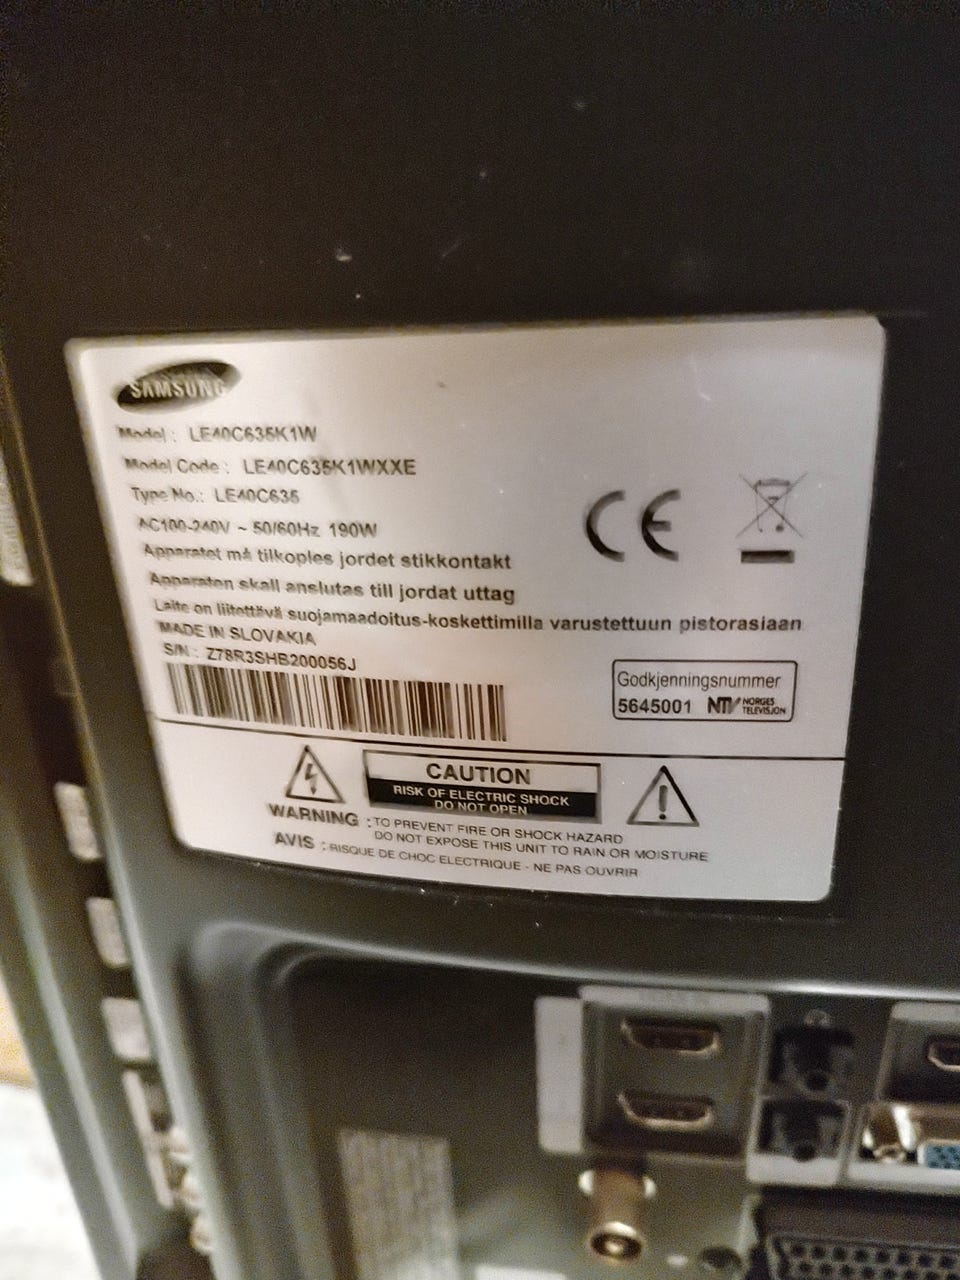 SAMSUNG
Model : LE40C635K1W
Model Code : LE40C635K1WXXE
Type No.: LE40C635
AC100-240V ~ 50/60Hz 190W
Apparatet må tilkoples jordet stikkontakt
Apparaten skall anslutas till jordat uttag
Laite on liitettävä suojamaadoitus-koskettimilla varustettuun pistorasiaan
MADE IN SLOVAKIA
S/N : Z78R3SHB200056J
CE
Godkjenningsnummer
5645001 NTV NORGES
TELEVISJON
CAUTION
RISK OF ELECTRIC SHOCK
DO NOT OPEN
WARNING : TO PREVENT FIRE OR SHOCK HAZARD
DO NOT EXPOSE THIS UNIT TO RAIN OR MOISTURE
AVIS : RISQUE DE CHOC ELECTRIQUE - NE PAS OUVRIR